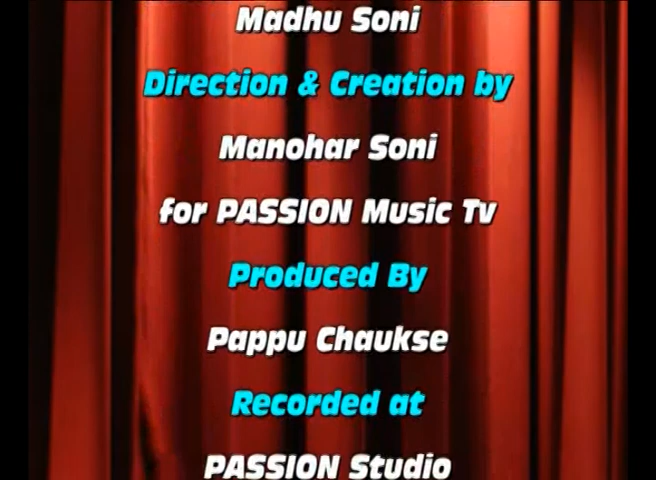 Madhu Soni
Direction & Creation by
Manohar Soni
for PASSION Music Tv
Produced By
Pappu Chaukse
Recorded at
PASSION Studio